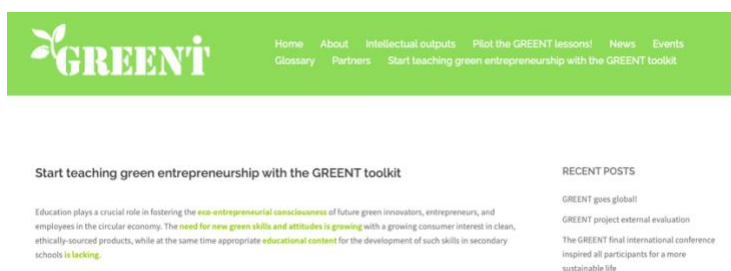 GREENT
Home About Intellectual outputs Pilot the GREENT lessons! News Events
Glossary Partners Start teaching green entrepreneurship with the GREENT toolkit
Start teaching green entrepreneurship with the GREENT toolkit
Education plays a crucial role in fostering the eco-entrepreneurial consciousness of future green innovators, entrepreneurs, and
employees in the circular economy. The need for new green skills and attitudes is growing with a growing consumer interest in clean,
ethically-sourced products, while at the same time appropriate educational content for the development of such skills in secondary
schools is lacking.
RECENT POSTS
GREENT goes global!
GREENT project external evaluation
The GREENT final international conference
inspired all participants for a more
sustainable life